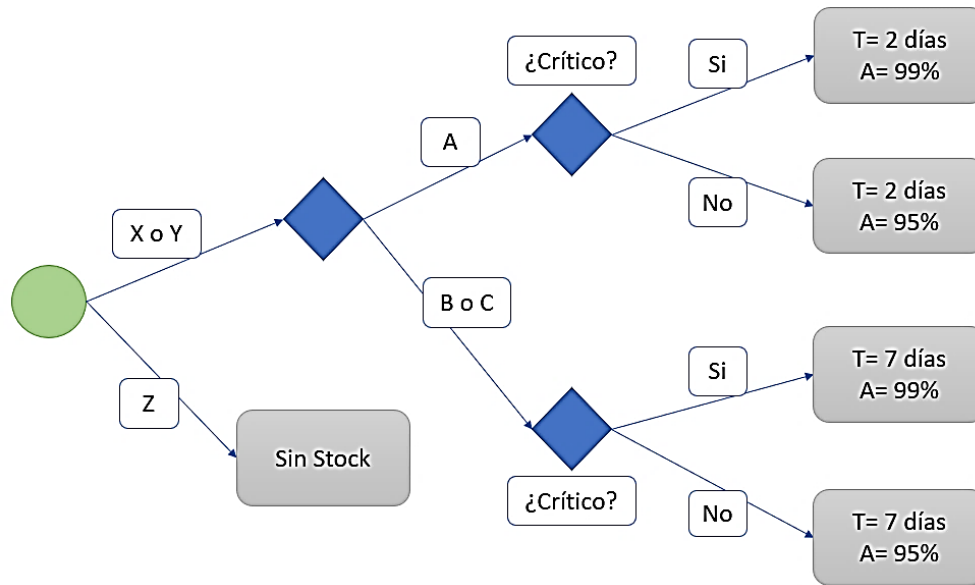 ¿Crítico?
Si
T= 2 días
A= 99%
A
No
T= 2 días
A= 95%
X o Y
B o C
Z
Sin Stock
Si
T= 7 días
A= 99%
¿Crítico?
No
T= 7 días
A= 95%